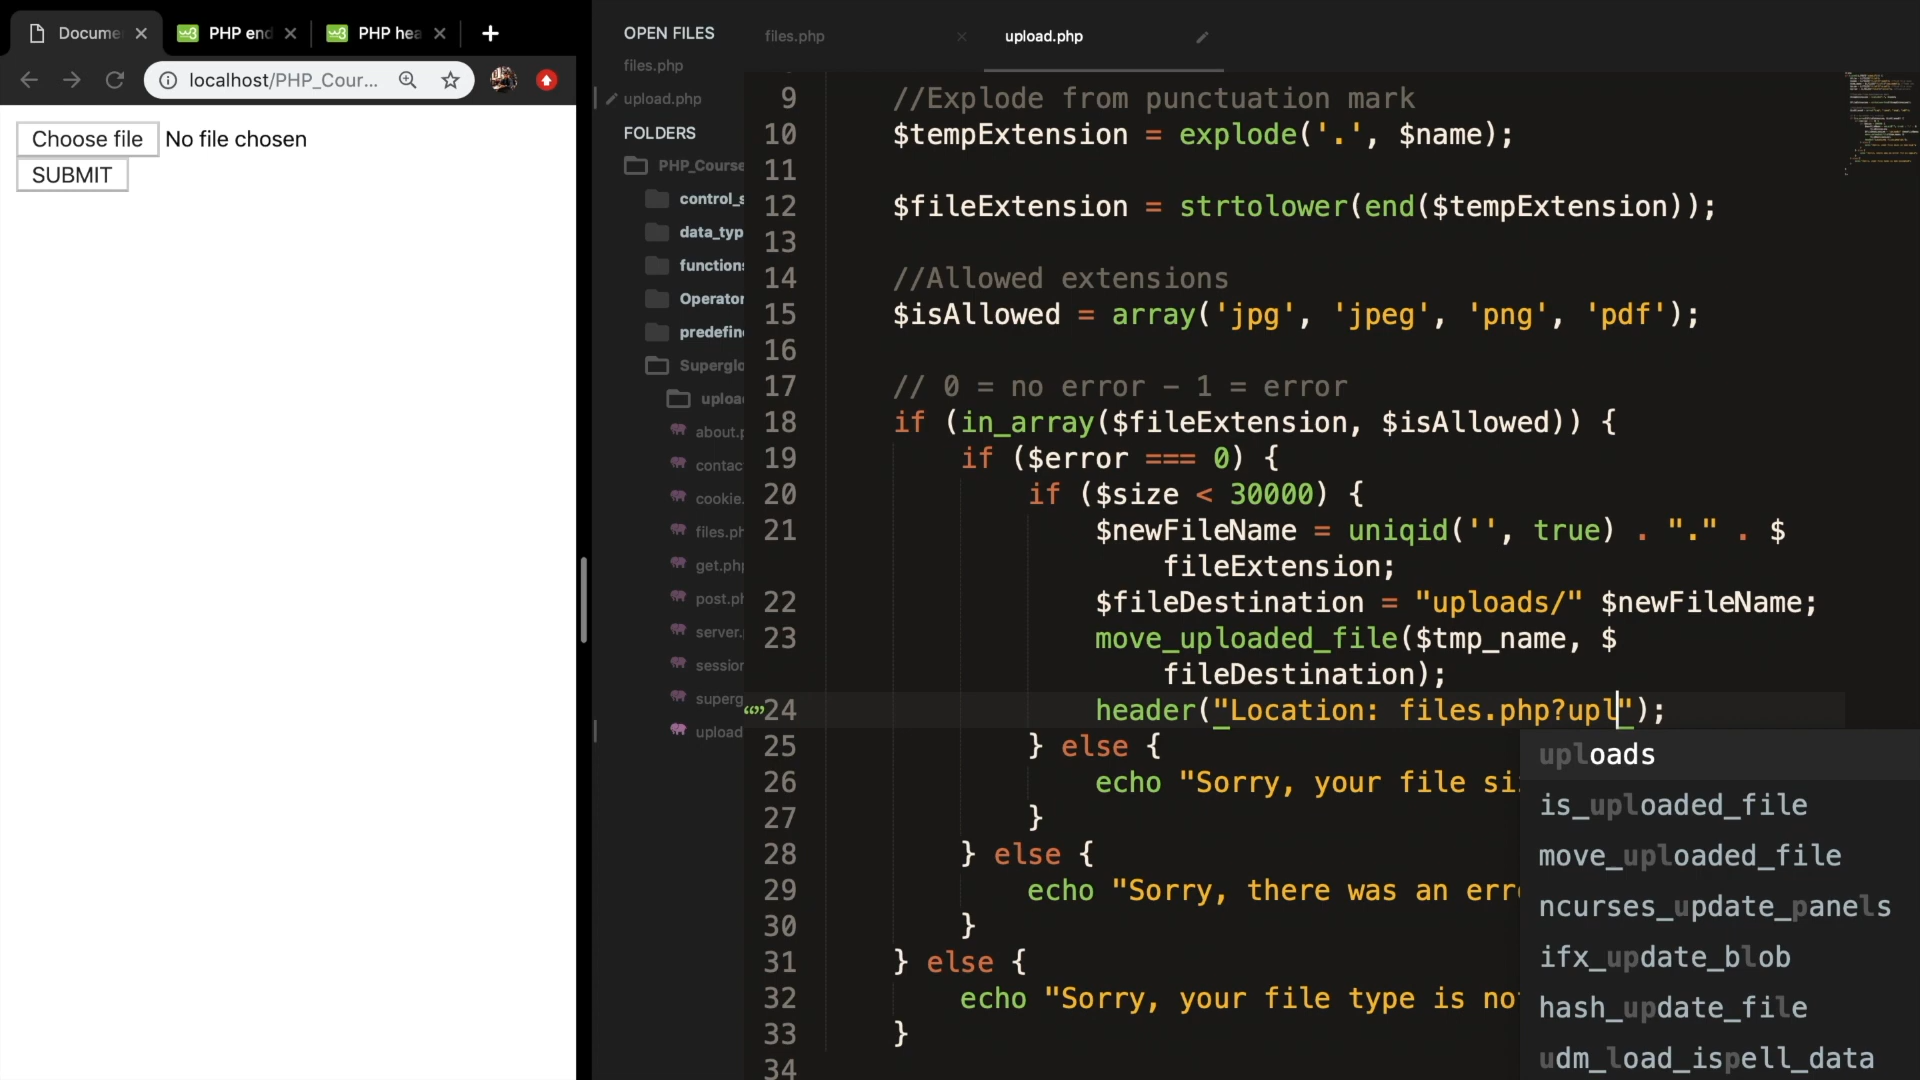 Docume
PHP end
PHP hea
localhost/PHP_Cour...
Choose file No file chosen
SUBMIT
OPEN FILES
files.php
upload.php
FOLDERS
PHP_Course
control_s
data_typ
functions
Operator
predefine
Superglo
uploa
about.p
contac
cookie.
files.ph
get.php
post.ph
server.p
session
superg
upload
files.php
upload.php
9 //Explode from punctuation mark
10 $tempExtension = explode('.', $name);
11
12 $fileExtension = strtolower(end($tempExtension));
13
14 //Allowed extensions
15 $isAllowed = array('jpg', 'jpeg', 'png', 'pdf');
16
17 // 0 = no error - 1 = error
18 if (in_array($fileExtension, $isAllowed)) {
19 if ($error === 0) {
20 if ($size < 30000) {
21 $newFileName = uniqid('', true) . "." . $
fileExtension;
22 $fileDestination = "uploads/" $newFileName;
23 move_uploaded_file($tmp_name, $
fileDestination);
24 header("Location: files.php?upl");
25 } else {
26 echo "Sorry, your file si
27 }
28 } else {
29 echo "Sorry, there was an erro
30 }
31 } else {
32 echo "Sorry, your file type is no
33 }
34
uploads
is_uploaded_file
move_uploaded_file
ncurses_update_panels
ifx_update_blob
hash_update_file
udm_load_ispell_data